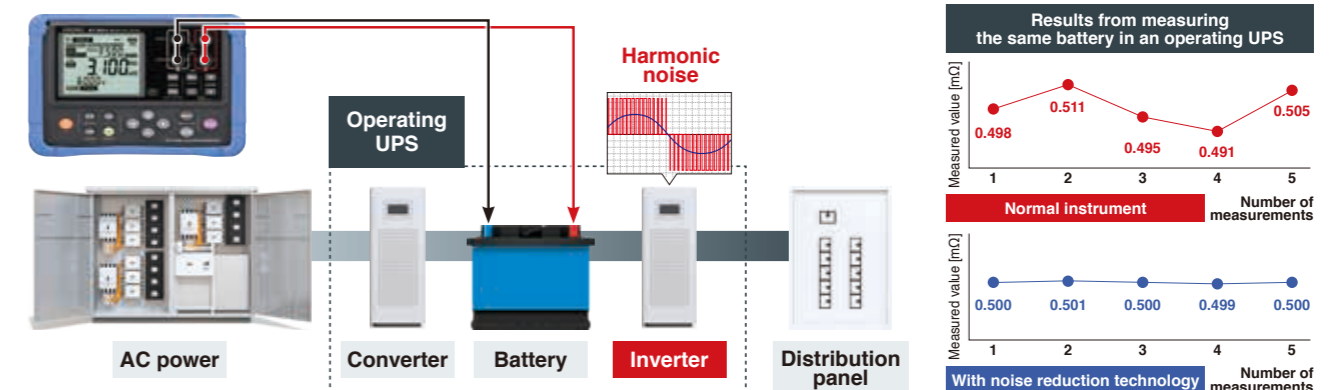 Harmonic
noise
Operating
UPS
3.100
AC power
Converter
Battery
Inverter
Distribution
panel
Results from measuring
the same battery in an operating UPS
Measured value [mΩ]
0.498
0.511
0.495
0.491
0.505
1
2
3
4
5
Normal instrument
Number of
measurements
Measured value [mΩ]
0.500
0.501
0.500
0.499
0.500
1
2
3
4
5
With noise reduction technology
Number of
measurements